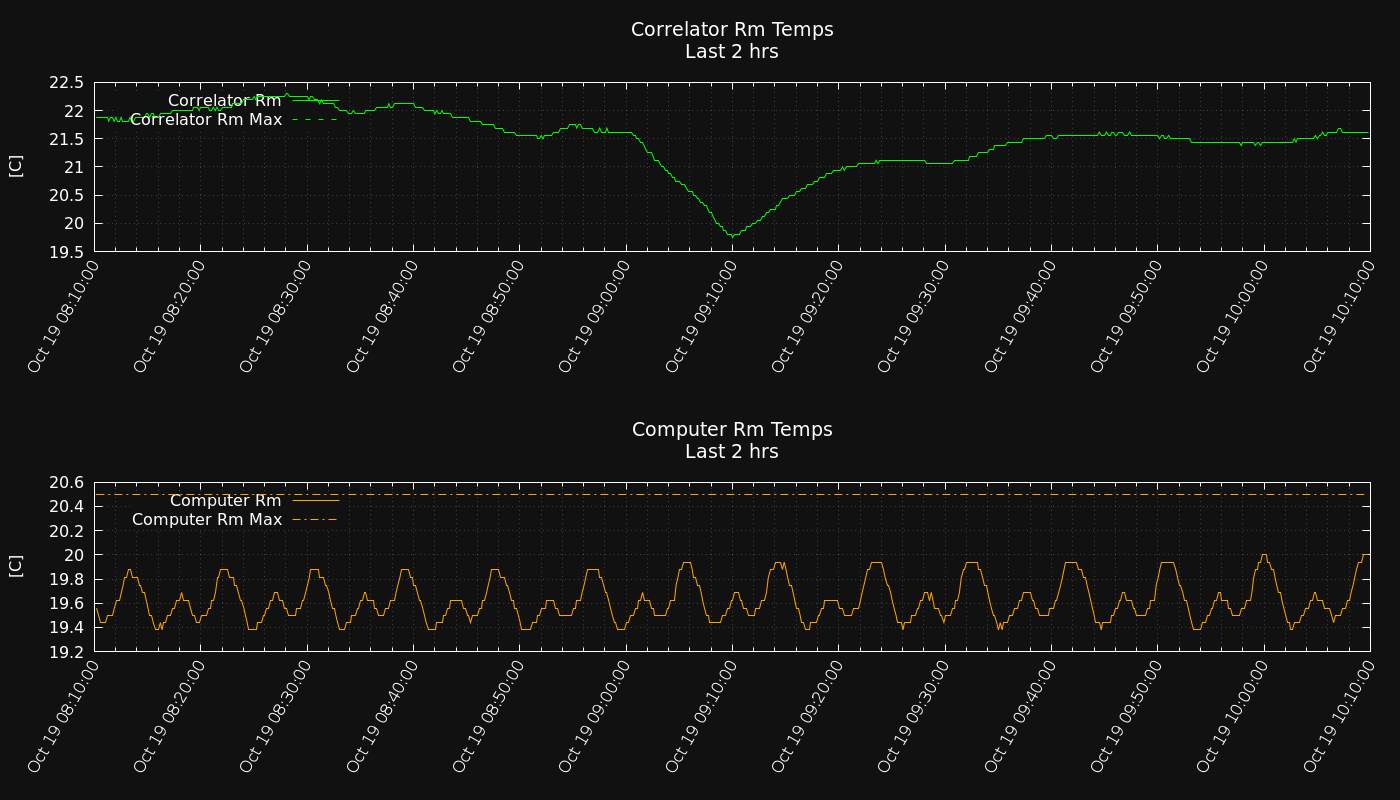 Correlator Rm Temps
Last 2 hrs
22.5
22
21.5
21
20.5
20
19.5
[C]
Correlator Rm
Correlator Rm Max
Oct 19 08:10:00
Oct 19 08:20:00
Oct 19 08:30:00
Oct 19 08:40:00
Oct 19 08:50:00
Oct 19 09:00:00
Oct 19 09:10:00
Oct 19 09:20:00
Oct 19 09:30:00
Oct 19 09:40:00
Oct 19 09:50:00
Oct 19 10:00:00
Oct 19 10:10:00
Computer Rm Temps
Last 2 hrs
20.6
20.4
20.2
20
19.8
19.6
19.4
19.2
[C]
Computer Rm
Computer Rm Max
Oct 19 08:10:00
Oct 19 08:20:00
Oct 19 08:30:00
Oct 19 08:40:00
Oct 19 08:50:00
Oct 19 09:00:00
Oct 19 09:10:00
Oct 19 09:20:00
Oct 19 09:30:00
Oct 19 09:40:00
Oct 19 09:50:00
Oct 19 10:00:00
Oct 19 10:10:00